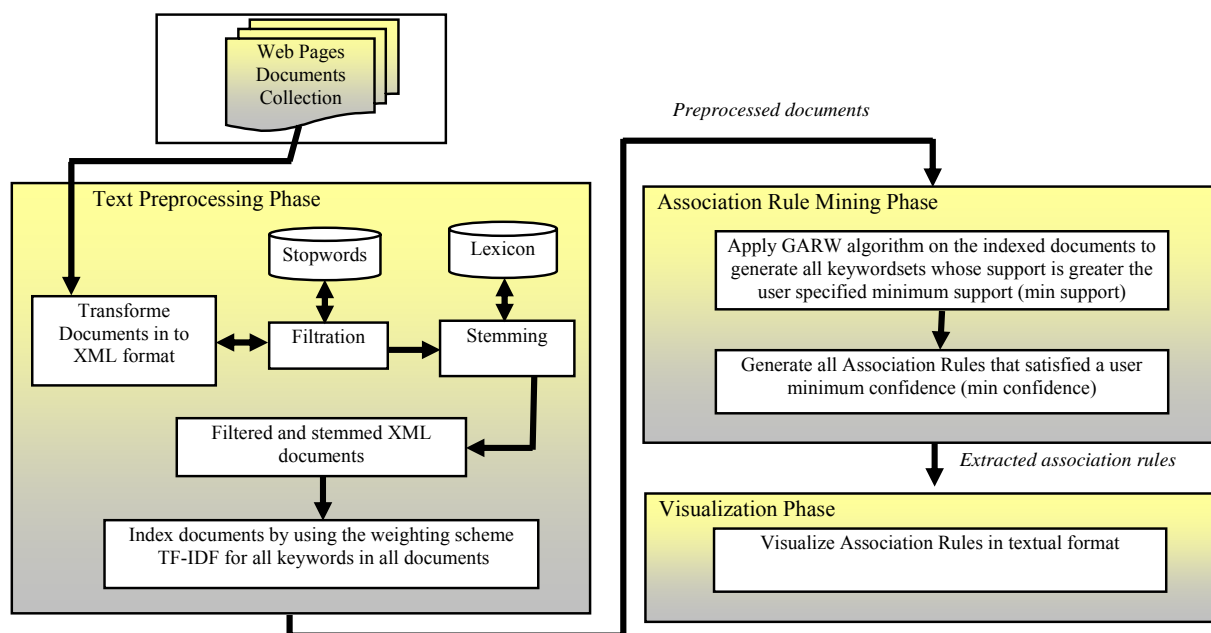 Web Pages
Documents
Collection
Text Preprocessing Phase
Stopwords
Lexicon
Transforme
Documents in to
XML format
Filtration
Stemming
Filtered and stemmed XML
documents
Index documents by using the weighting scheme
TF-IDF for all keywords in all documents
Preprocessed documents
Association Rule Mining Phase
Apply GARW algorithm on the indexed documents to
generate all keywordsets whose support is greater the
user specified minimum support (min support)
Generate all Association Rules that satisfied a user
minimum confidence (min confidence)
Extracted association rules
Visualization Phase
Visualize Association Rules in textual format